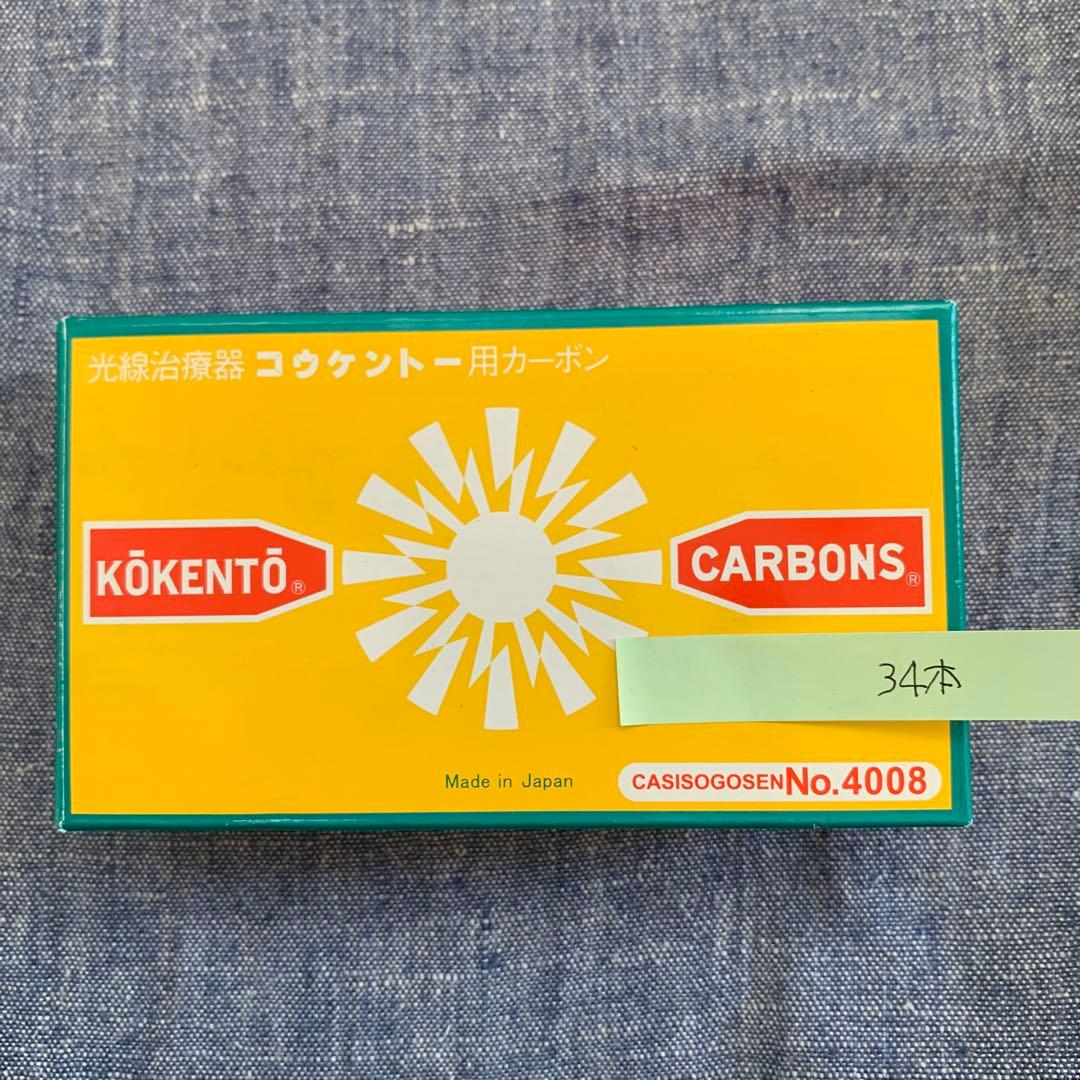 光線治療器 コウケントー用カーボン
KŌKENTŌ®
CARBONS®
34本
Made in Japan
CASISOGOSEN No.4008